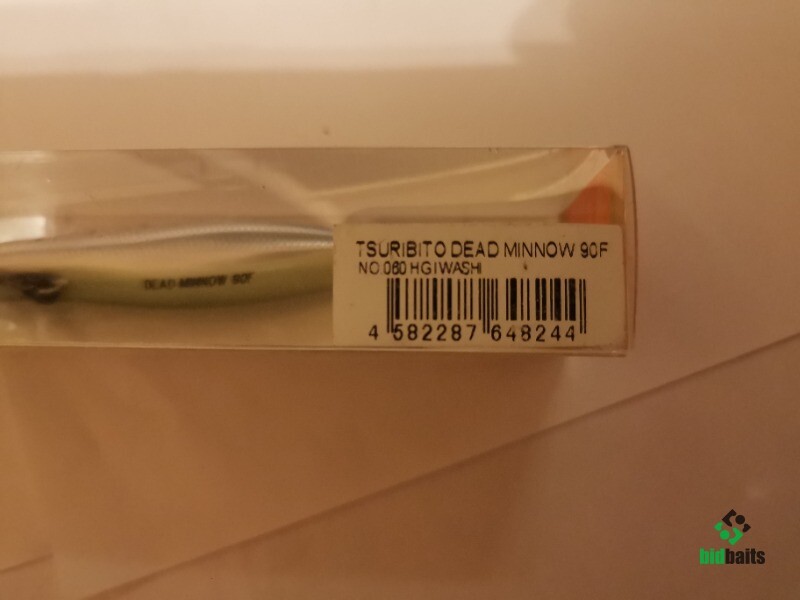 TSURIBITO DEAD MINNOW 90F
NO.060 HGIWASHI
DEAD MINNOW 90F
4 582287 648244
bidbaits